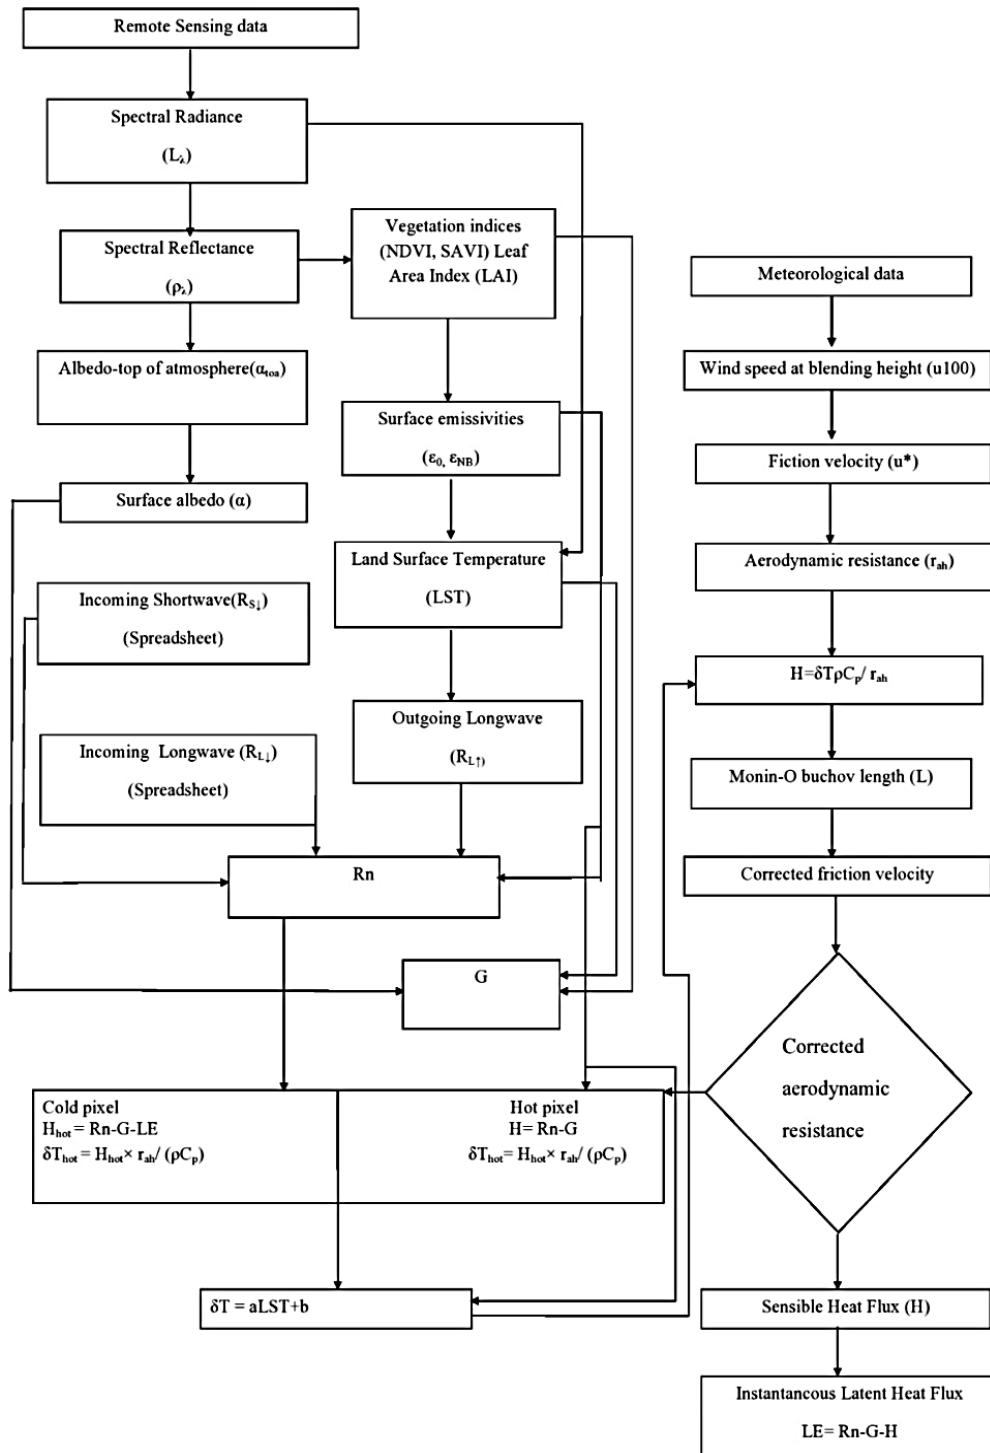 Remote Sensing data
Spectral Radiance
(Lλ)
Spectral Reflectance
(ρλ)
Vegetation indices
(NDVI, SAVI) Leaf
Area Index (LAI)
Albedo-top of atmosphere(αtoa)
Surface emissivities
(ε0, εNB)
Surface albedo (α)
Land Surface Temperature
(LST)
Incoming Shortwave(RS↓)
(Spreadsheet)
Outgoing Longwave
(RL↑)
Incoming Longwave (RL↓)
(Spreadsheet)
Rn
G
Cold pixel
Hhot = Rn-G-LE
δThot = Hhot× rah/ (ρCp)
Hot pixel
H= Rn-G
δThot= Hhot× rah/ (ρCp)
δT = aLST+b
Meteorological data
Wind speed at blending height (u100)
Fiction velocity (u*)
Aerodynamic resistance (rah)
H=δTρCp/ rah
Monin-O buchov length (L)
Corrected friction velocity
Corrected
aerodynamic
resistance
Sensible Heat Flux (H)
Instantancous Latent Heat Flux
LE= Rn-G-H